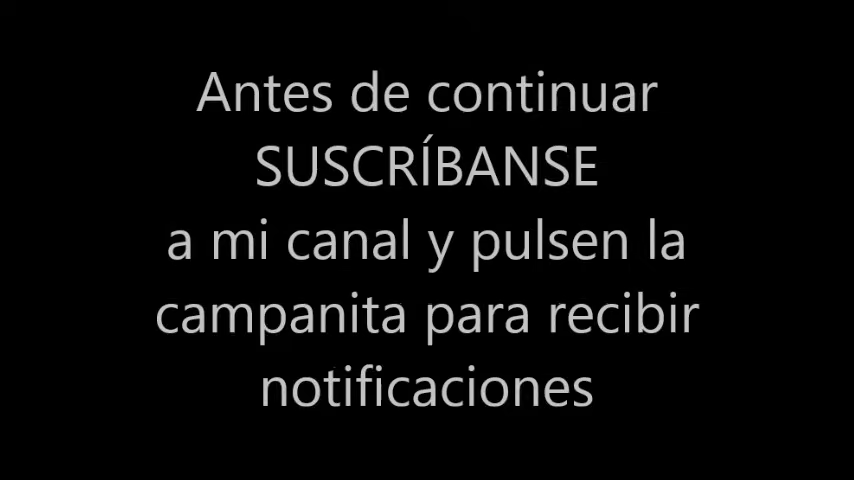 Antes de continuar
SUSCRÍBANSE
a mi canal y pulsen la
campanita para recibir
notificaciones